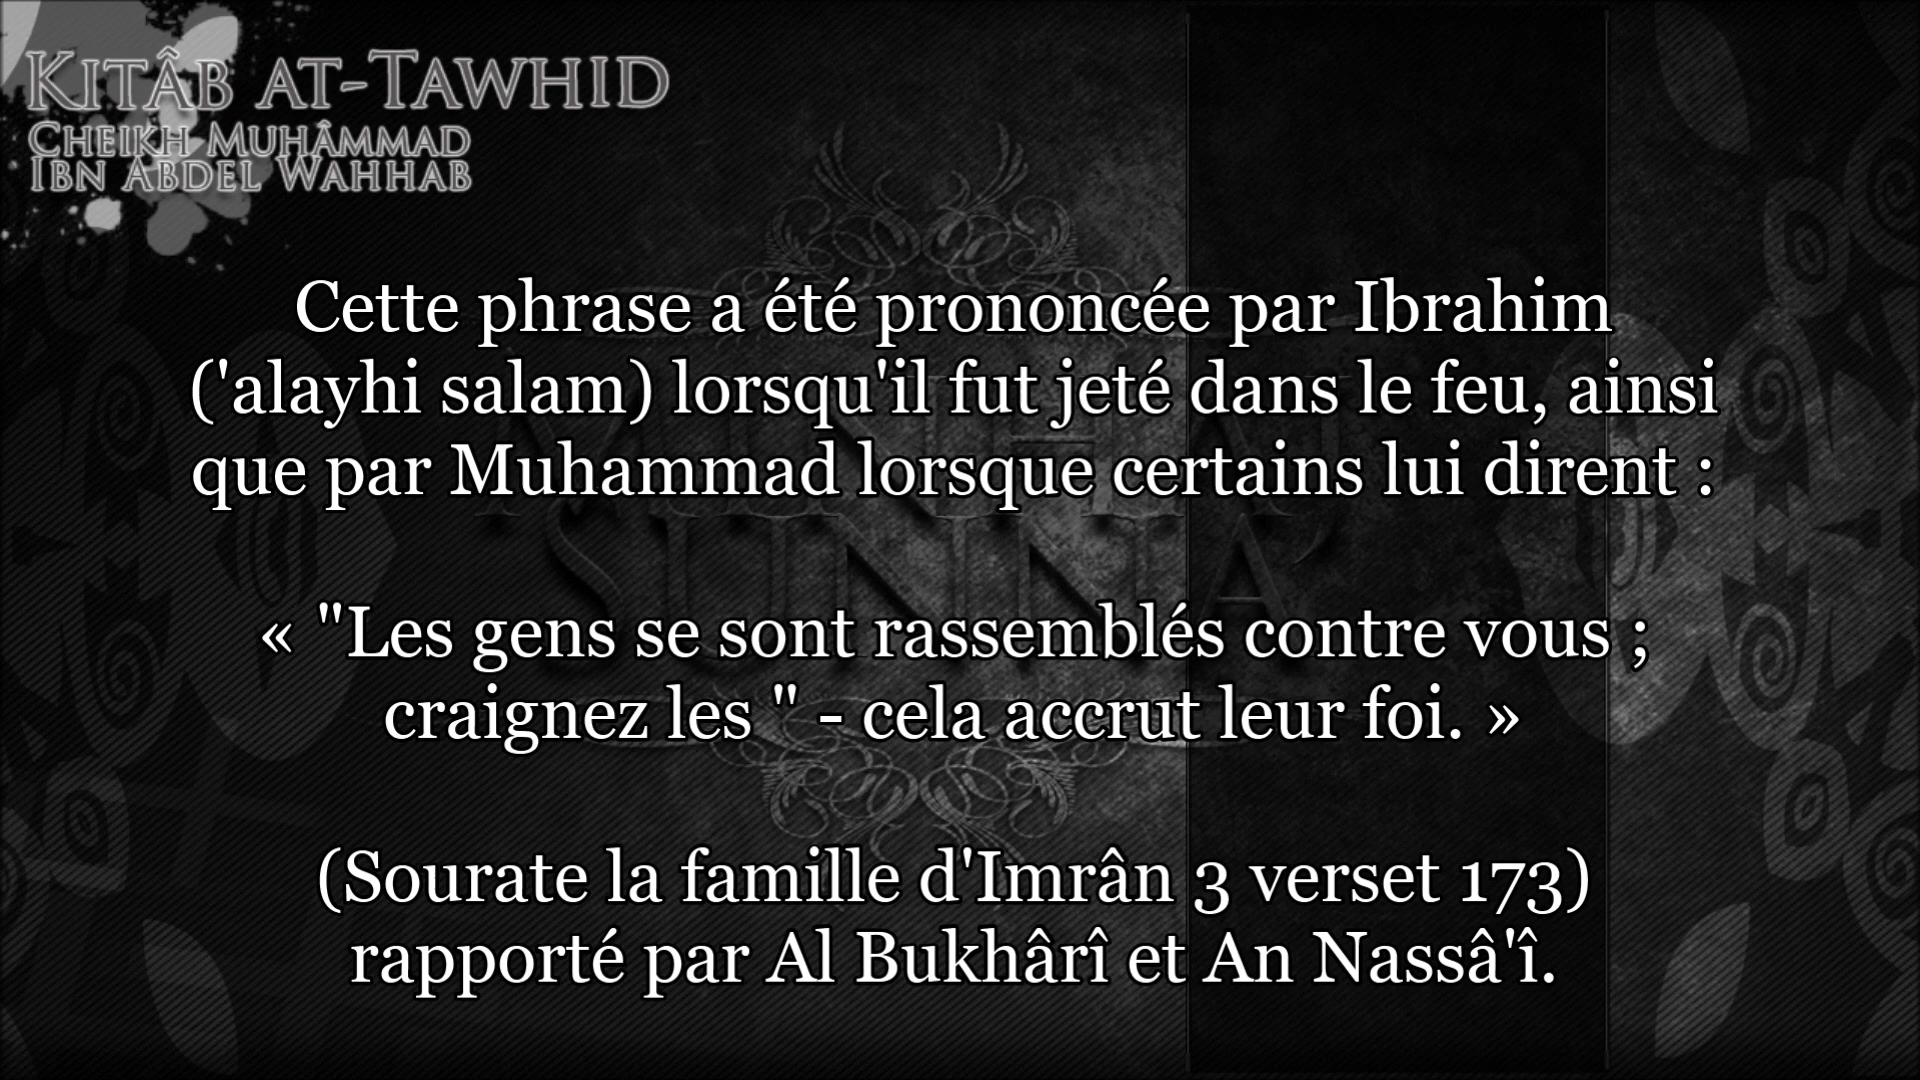 Kitâb at-Tawhid
Cheikh Muhâmmad
Ibn Abdel Wahhab
Cette phrase a été prononcée par Ibrahim
('alayhi salam) lorsqu'il fut jeté dans le feu, ainsi
que par Muhammad lorsque certains lui dirent :
« "Les gens se sont rassemblés contre vous ;
craignez les " - cela accrut leur foi. »
(Sourate la famille d'Imrân 3 verset 173)
rapporté par Al Bukhârî et An Nassâ'î.
SUNNA